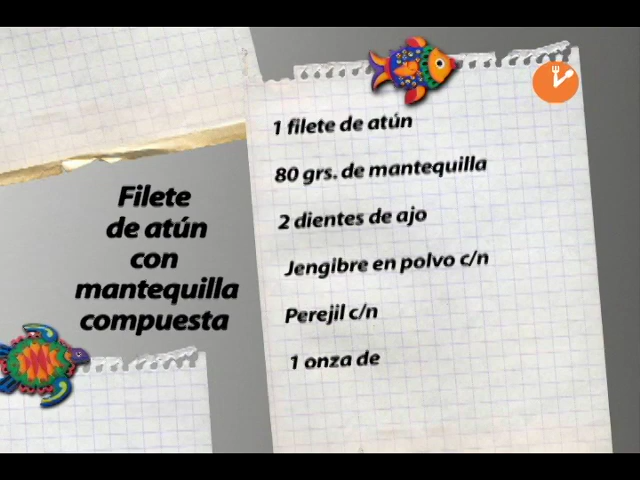 Filete
de atún
con
mantequilla
compuesta
1 filete de atún
80 grs. de mantequilla
2 dientes de ajo
Jengibre en polvo c/n
Perejil c/n
1 onza de